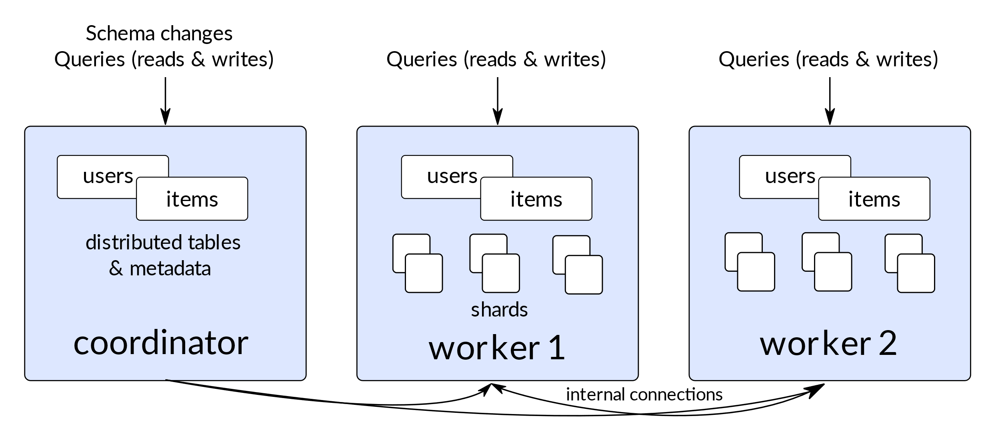 Schema changes
Queries (reads & writes)
Queries (reads & writes)
Queries (reads & writes)
users
items
distributed tables
& metadata
coordinator
users
items
shards
worker 1
users
items
worker 2
internal connections